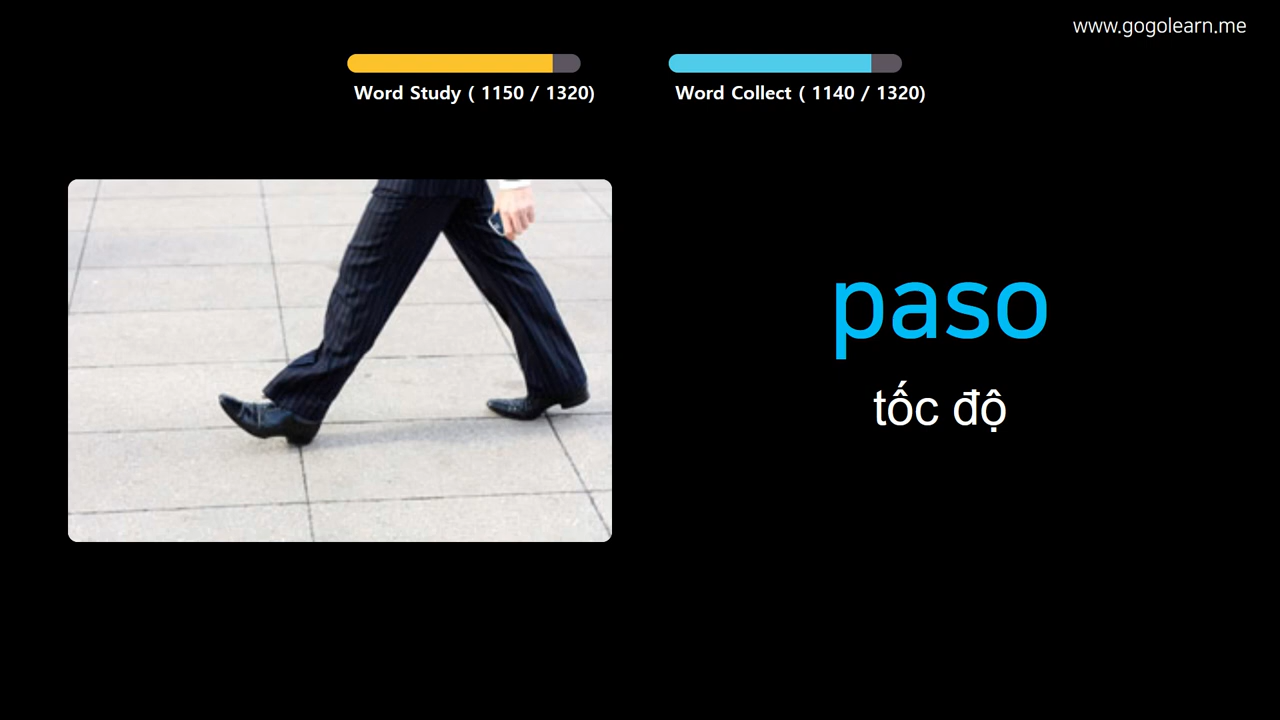 www.gogolearn.me
Word Study ( 1150 / 1320)
Word Collect ( 1140 / 1320)
paso
tốc độ